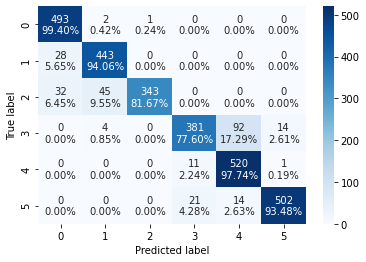 493 2 1 0 0 0
99.40% 0.42% 0.24% 0.00% 0.00% 0.00%
28 443 0 0 0 0
5.65% 94.06% 0.00% 0.00% 0.00% 0.00%
32 45 343 0 0 0
6.45% 9.55% 81.67% 0.00% 0.00% 0.00%
0 4 0 381 92 14
0.00% 0.85% 0.00% 77.60% 17.29% 2.61%
0 0 0 11 520 1
0.00% 0.00% 0.00% 2.24% 97.74% 0.19%
0 0 0 21 14 502
0.00% 0.00% 0.00% 4.28% 2.63% 93.48%
0
1
2
3
4
5
True label
0 1 2 3 4 5
Predicted label
500
400
300
200
100
0